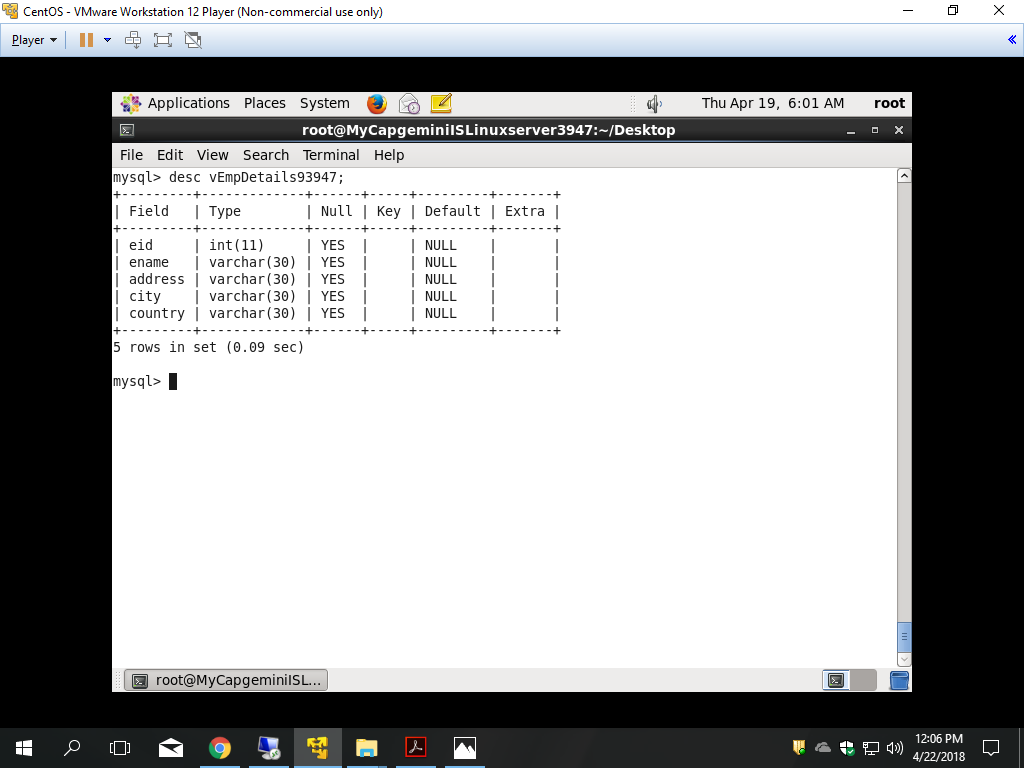 CentOS - VMware Workstation 12 Player (Non-commercial use only)
Player
Applications Places System Thu Apr 19, 6:01 AM root
root@MyCapgeminiISLinuxserver3947:~/Desktop
File Edit View Search Terminal Help
mysql> desc vEmpDetails93947;
+---------+-------------+------+-----+---------+-------+
| Field   | Type        | Null | Key | Default | Extra |
+---------+-------------+------+-----+---------+-------+
| eid     | int(11)     | YES  |     | NULL    |       |
| ename   | varchar(30) | YES  |     | NULL    |       |
| address | varchar(30) | YES  |     | NULL    |       |
| city    | varchar(30) | YES  |     | NULL    |       |
| country | varchar(30) | YES  |     | NULL    |       |
+---------+-------------+------+-----+---------+-------+
5 rows in set (0.09 sec)
mysql>
root@MyCapgeminiISL...
12:06 PM
4/22/2018